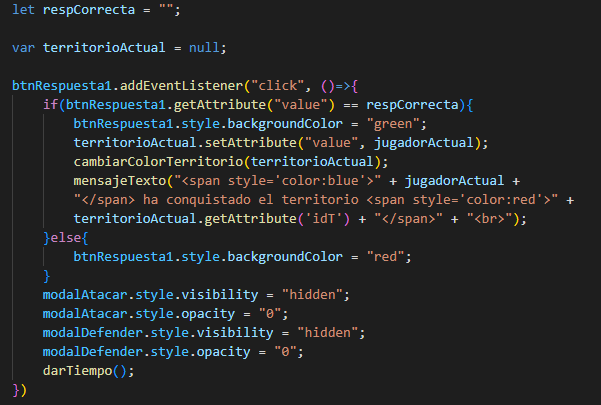 let respCorrecta = "";
var territorioActual = null;
btnRespuesta1.addEventListener("click", ()=>{
    if(btnRespuesta1.getAttribute("value") == respCorrecta){
        btnRespuesta1.style.backgroundColor = "green";
        territorioActual.setAttribute("value", jugadorActual);
        cambiarColorTerritorio(territorioActual);
        mensajeTexto("<span style='color:blue'>" + jugadorActual +
        "</span> ha conquistado el territorio <span style='color:red'>" +
        territorioActual.getAttribute('idT') + "</span>" + "<br>");
    }else{
        btnRespuesta1.style.backgroundColor = "red";
    }
    modalAtacar.style.visibility = "hidden";
    modalAtacar.style.opacity = "0";
    modalDefender.style.visibility = "hidden";
    modalDefender.style.opacity = "0";
    darTiempo();
})